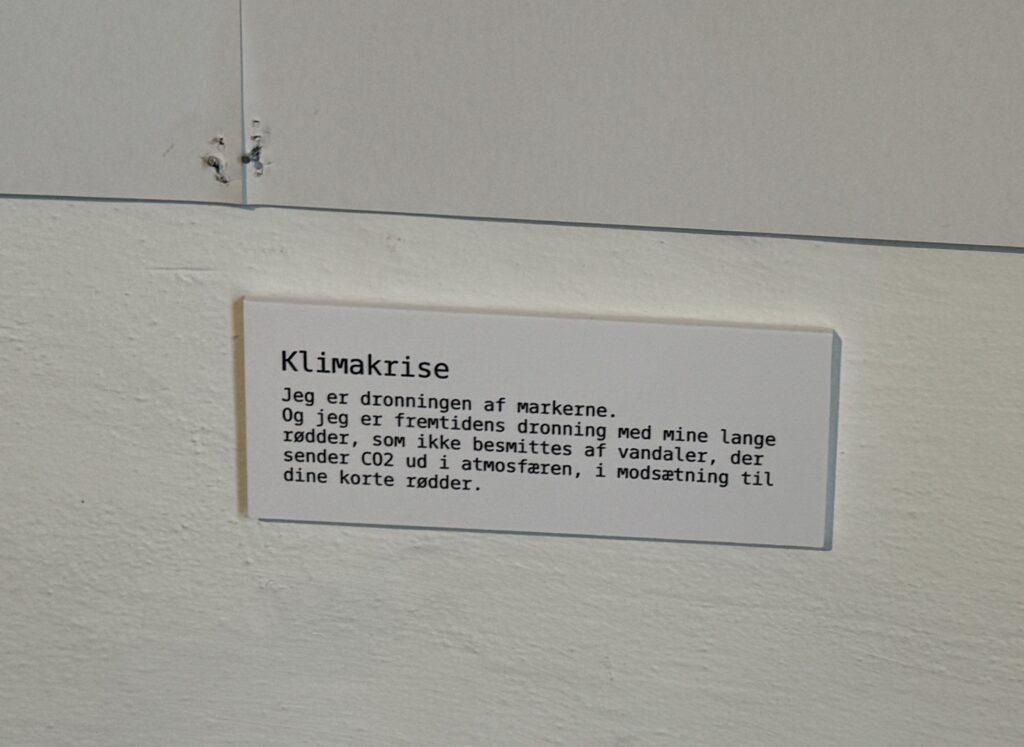 Klimakrise
Jeg er dronningen af markerne.
Og jeg er fremtidens dronning med mine lange
rødder, som ikke besmittes af vandaler, der
sender CO2 ud i atmosfæren, i modsætning til
dine korte rødder.